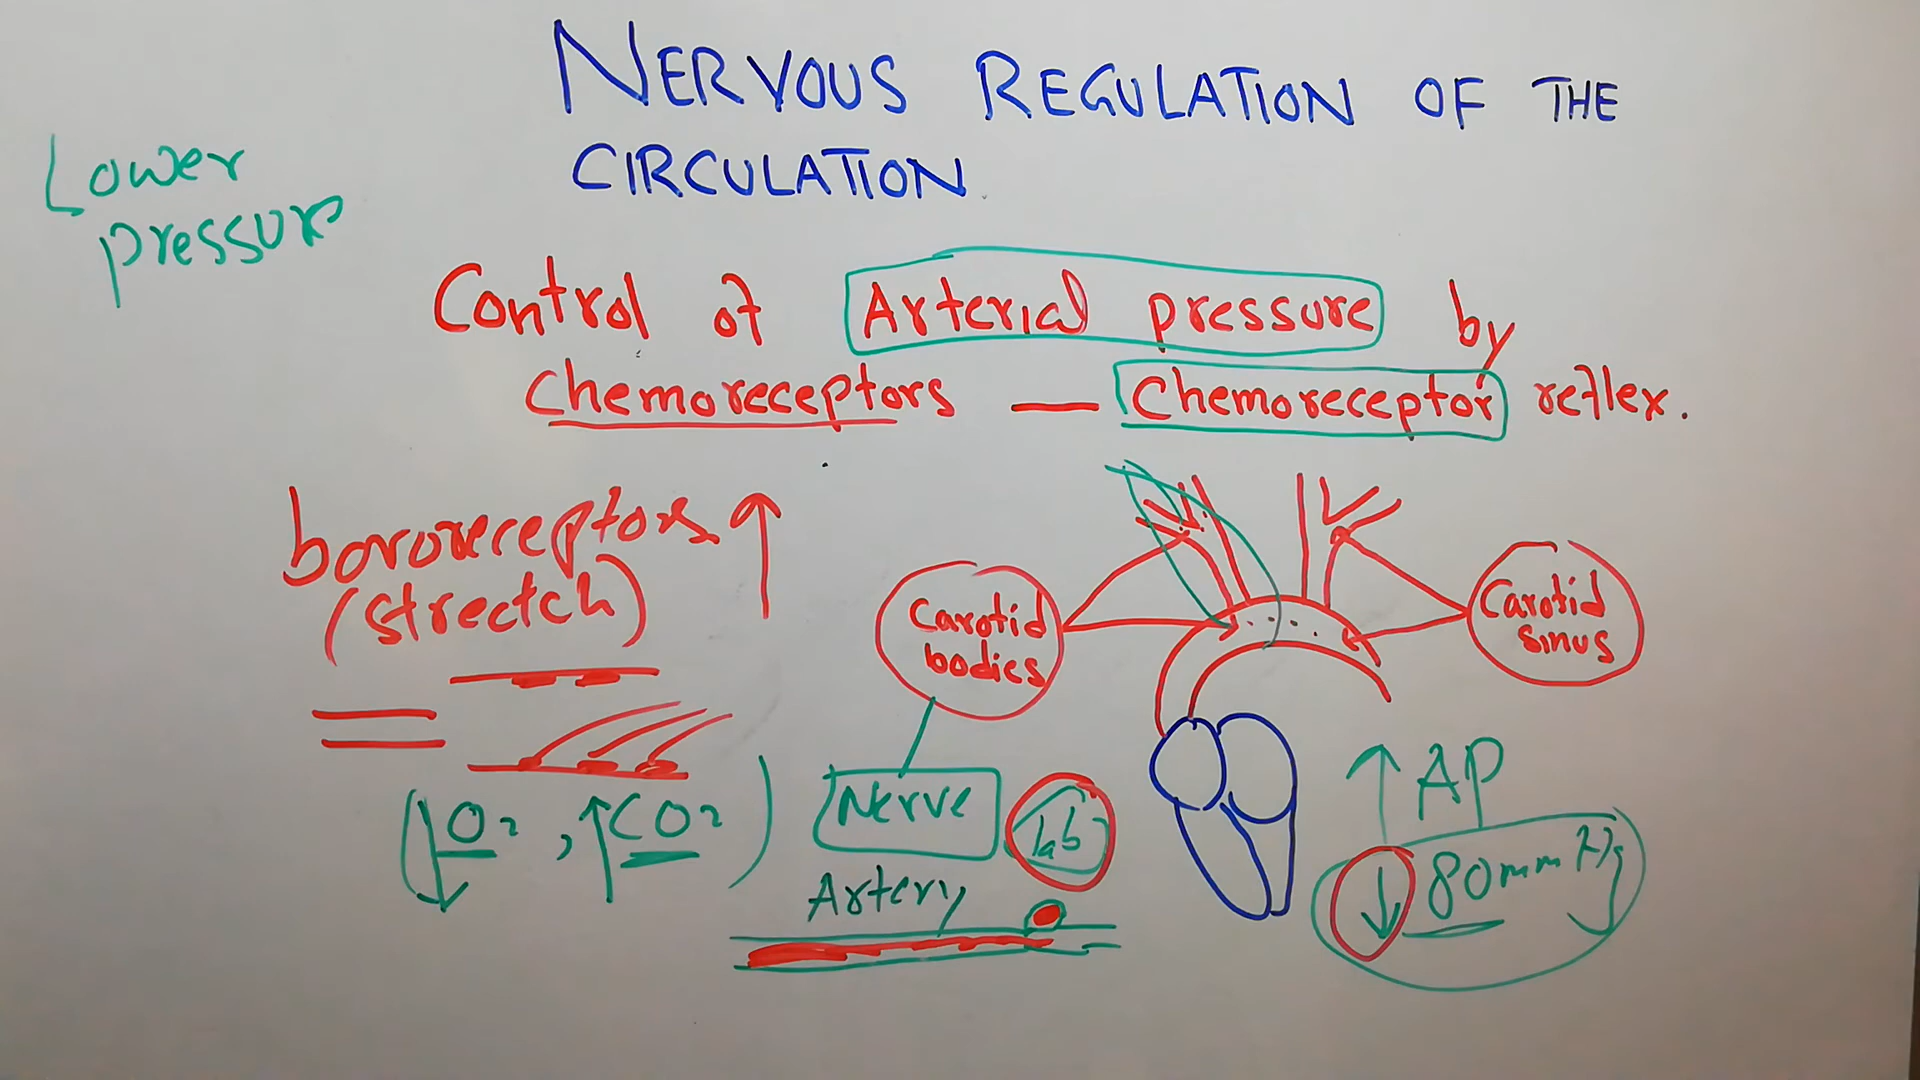 NERVOUS REGULATION OF THE
CIRCULATION
Lower
pressure
Control of Arterial pressure by
Chemoreceptors — Chemoreceptor reflex.
bororeceptors ↑
(strectch)
Carotid
bodies
Carotid
sinus
(↓O2, ↑CO2)
Nerve
lab
Artery
↑ AP
↓ 80mmHg